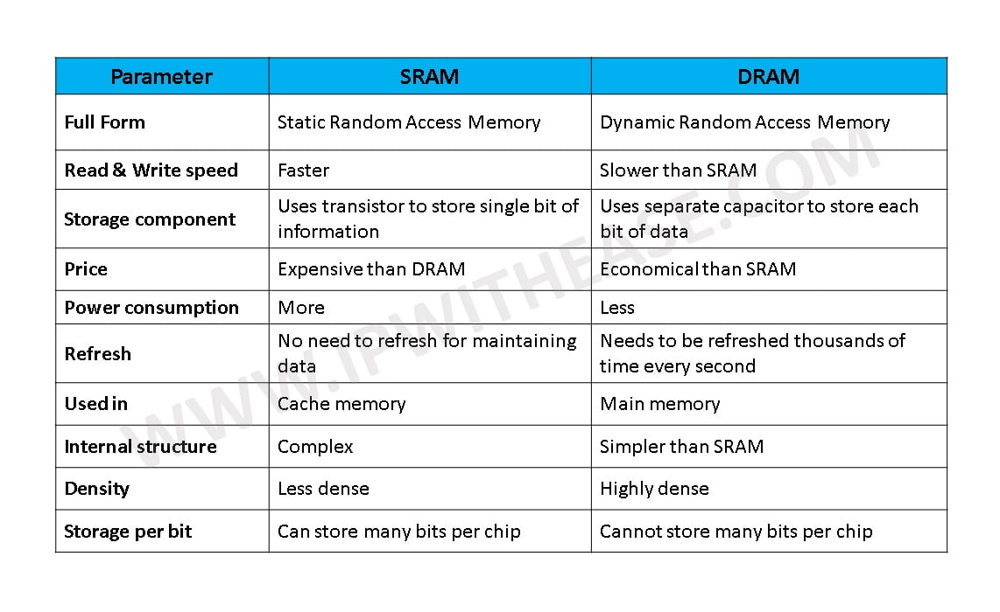 Parameter SRAM DRAM
Full Form Static Random Access Memory Dynamic Random Access Memory
Read & Write speed Faster Slower than SRAM
Storage component Uses transistor to store single bit of information Uses separate capacitor to store each bit of data
Price Expensive than DRAM Economical than SRAM
Power consumption More Less
Refresh No need to refresh for maintaining data Needs to be refreshed thousands of time every second
Used in Cache memory Main memory
Internal structure Complex Simpler than SRAM
Density Less dense Highly dense
Storage per bit Can store many bits per chip Cannot store many bits per chip
WWW.IPWITHEASE.COM